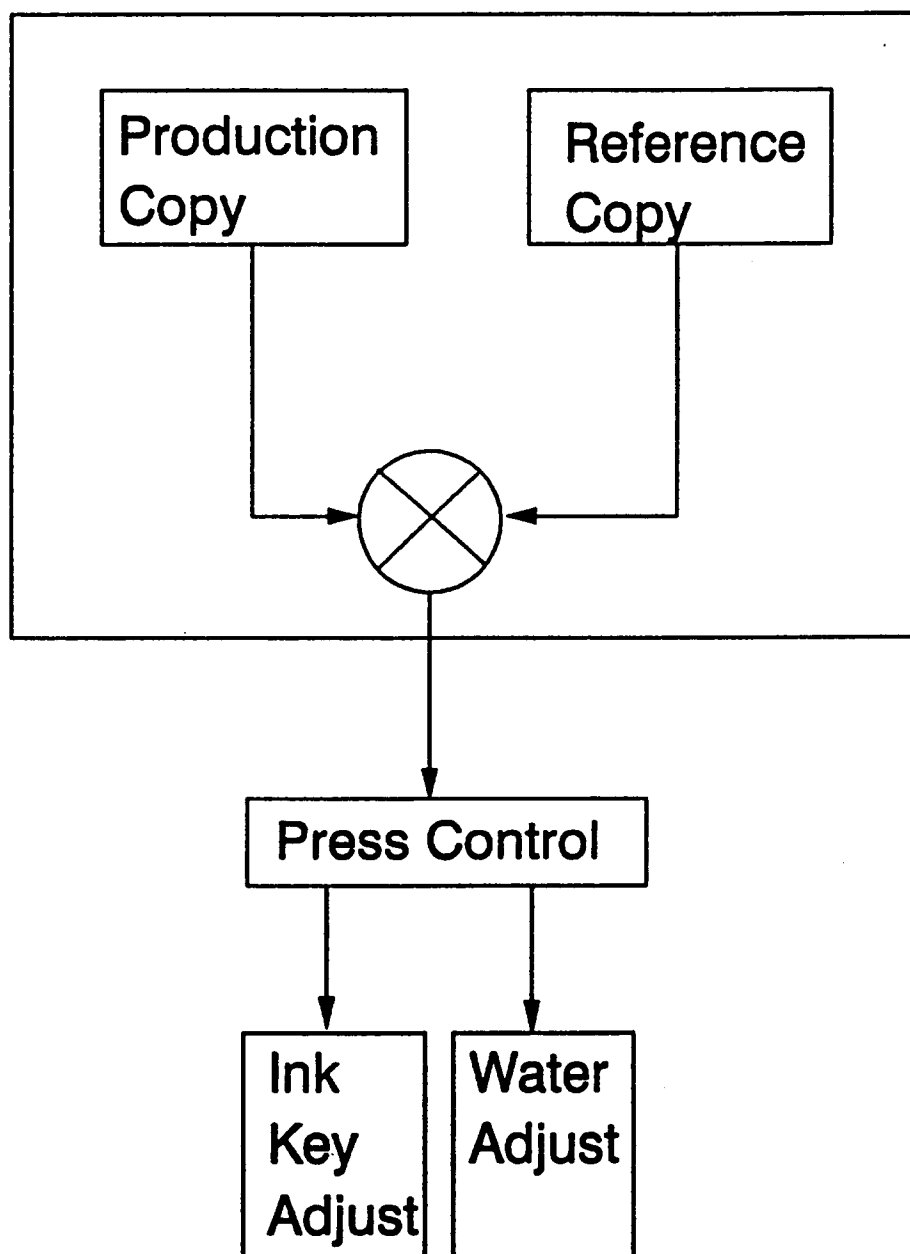 Production
Copy
Reference
Copy
Press Control
Ink
Key
Adjust
Water
Adjust